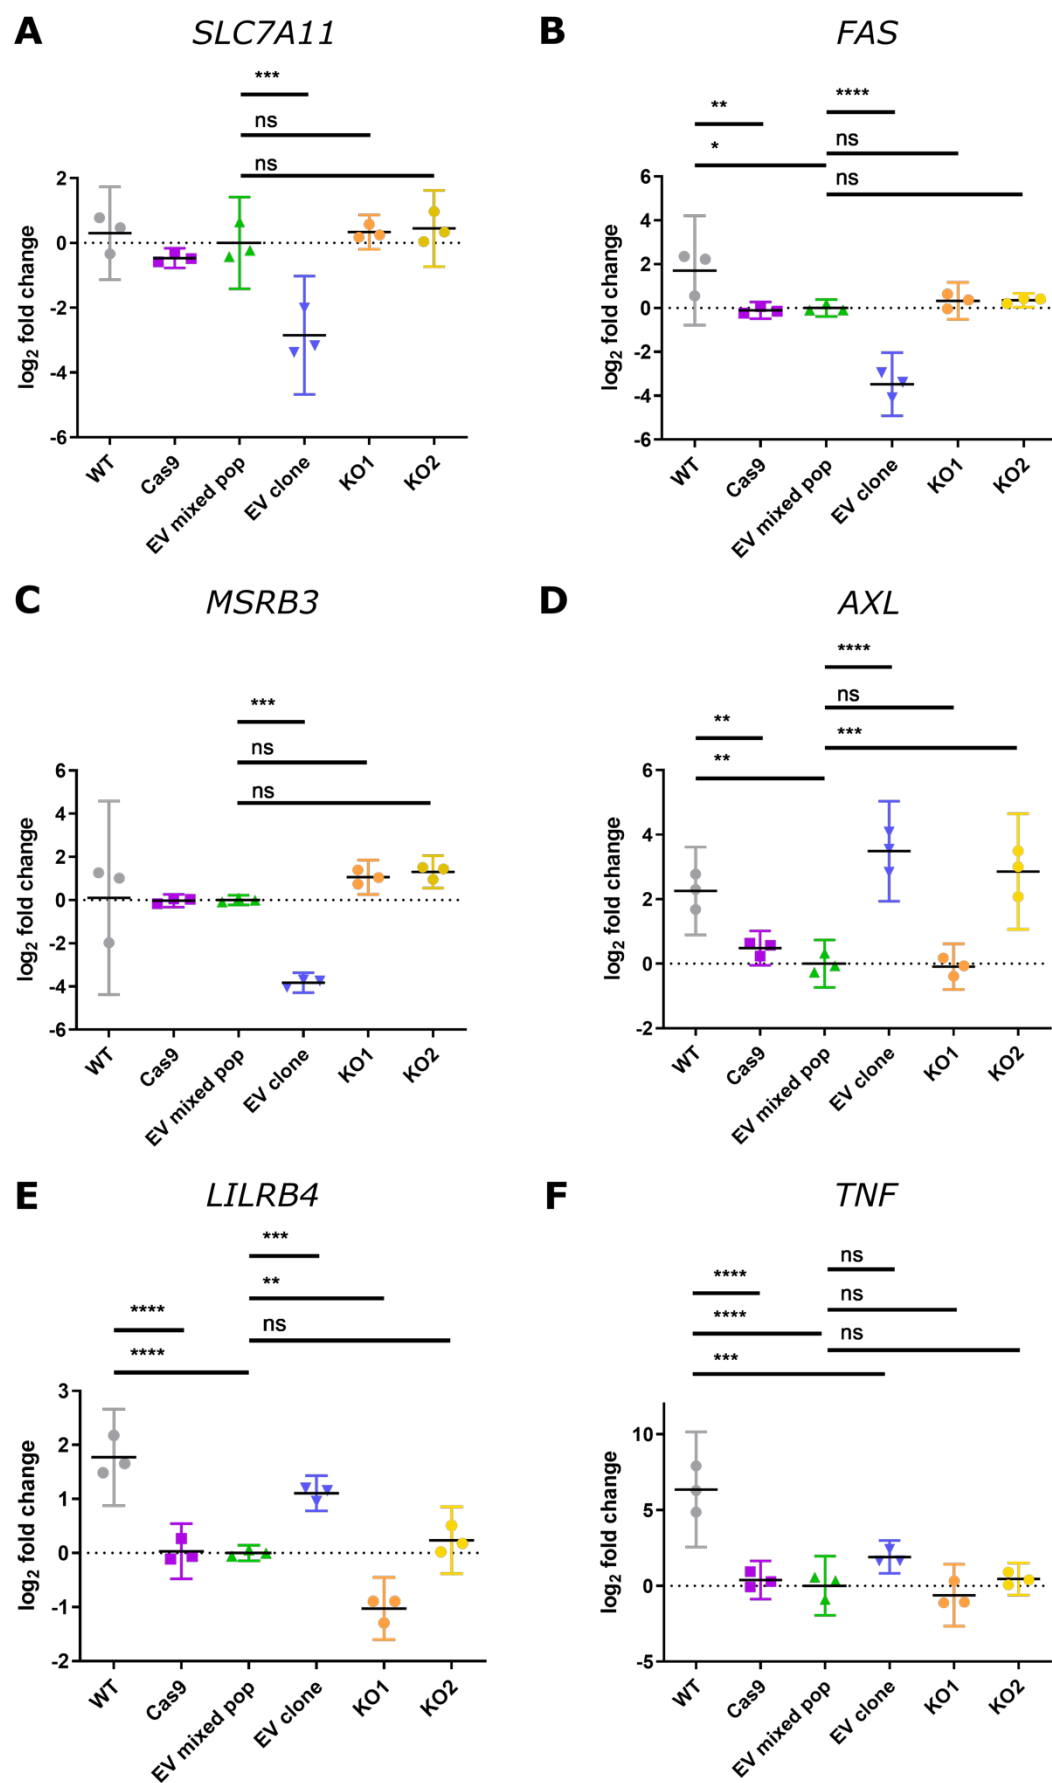 A SLC7A11
***
ns
ns
log2 fold change
2
0
-2
-4
-6
WT
Cas9
EV mixed pop
EV clone
KO1
KO2
B FAS
****
**
ns
*
ns
log2 fold change
6
4
2
0
-2
-4
-6
WT
Cas9
EV mixed pop
EV clone
KO1
KO2
C MSRB3
***
ns
ns
log2 fold change
6
4
2
0
-2
-4
-6
WT
Cas9
EV mixed pop
EV clone
KO1
KO2
D AXL
****
ns
**
***
**
log2 fold change
6
4
2
0
-2
WT
Cas9
EV mixed pop
EV clone
KO1
KO2
E LILRB4
***
**
****
ns
****
log2 fold change
3
2
1
0
-1
-2
WT
Cas9
EV mixed pop
EV clone
KO1
KO2
F TNF
ns
****
ns
****
ns
***
log2 fold change
10
5
0
-5
WT
Cas9
EV mixed pop
EV clone
KO1
KO2